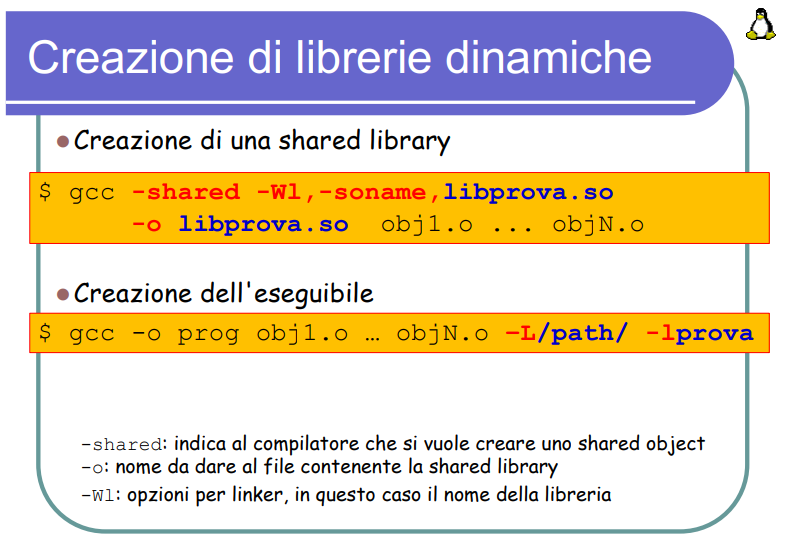 Creazione di librerie dinamiche
Creazione di una shared library
$ gcc -shared -Wl,-soname,libprova.so
-o libprova.so obj1.o ... objN.o
Creazione dell'eseguibile
$ gcc -o prog obj1.o … objN.o –L/path/ -lprova
-shared: indica al compilatore che si vuole creare uno shared object
-o: nome da dare al file contenente la shared library
-Wl: opzioni per linker, in questo caso il nome della libreria